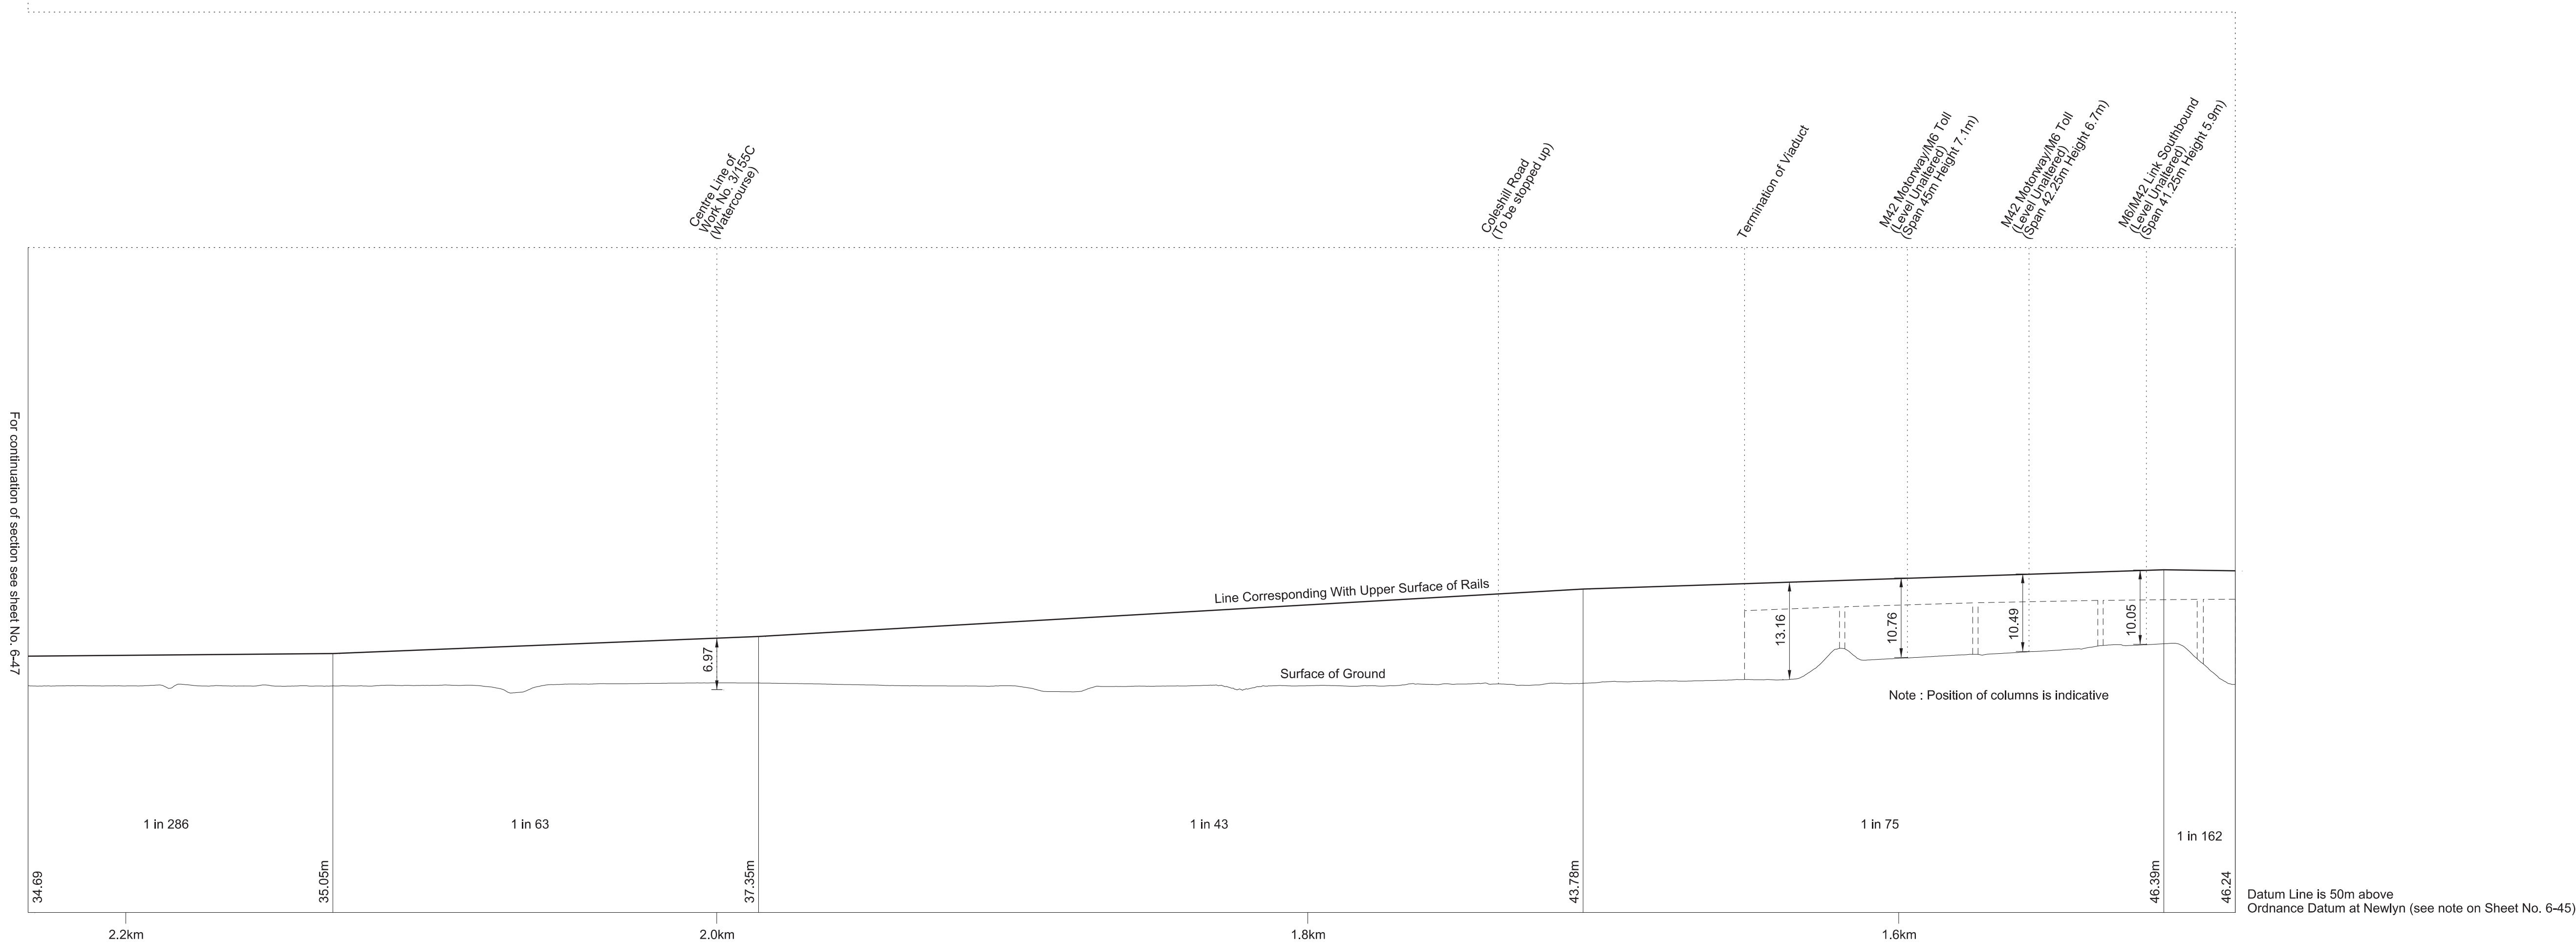 Centre Line of
Work No. 3/155C
(Watercourse)
Coleshill Road
(To be stopped up)
Termination of Viaduct
M42 Motorway/M6 Toll
(Level Unaltered)
(Span 45m Height 7.1m)
M42 Motorway/M6 Toll
(Level Unaltered)
(Span 42.25m Height 6.7m)
M6/M42 Link Southbound
(Level Unaltered)
(Span 41.25m Height 5.9m)
For continuation of section see sheet No. 6-47
Line Corresponding With Upper Surface of Rails
6.97
13.16
10.76
10.49
10.05
Surface of Ground
Note : Position of columns is indicative
1 in 286
1 in 63
1 in 43
1 in 75
1 in 162
34.69
35.05m
37.35m
43.78m
46.39m
46.24
Datum Line is 50m above
Ordnance Datum at Newlyn (see note on Sheet No. 6-45)
2.2km
2.0km
1.8km
1.6km